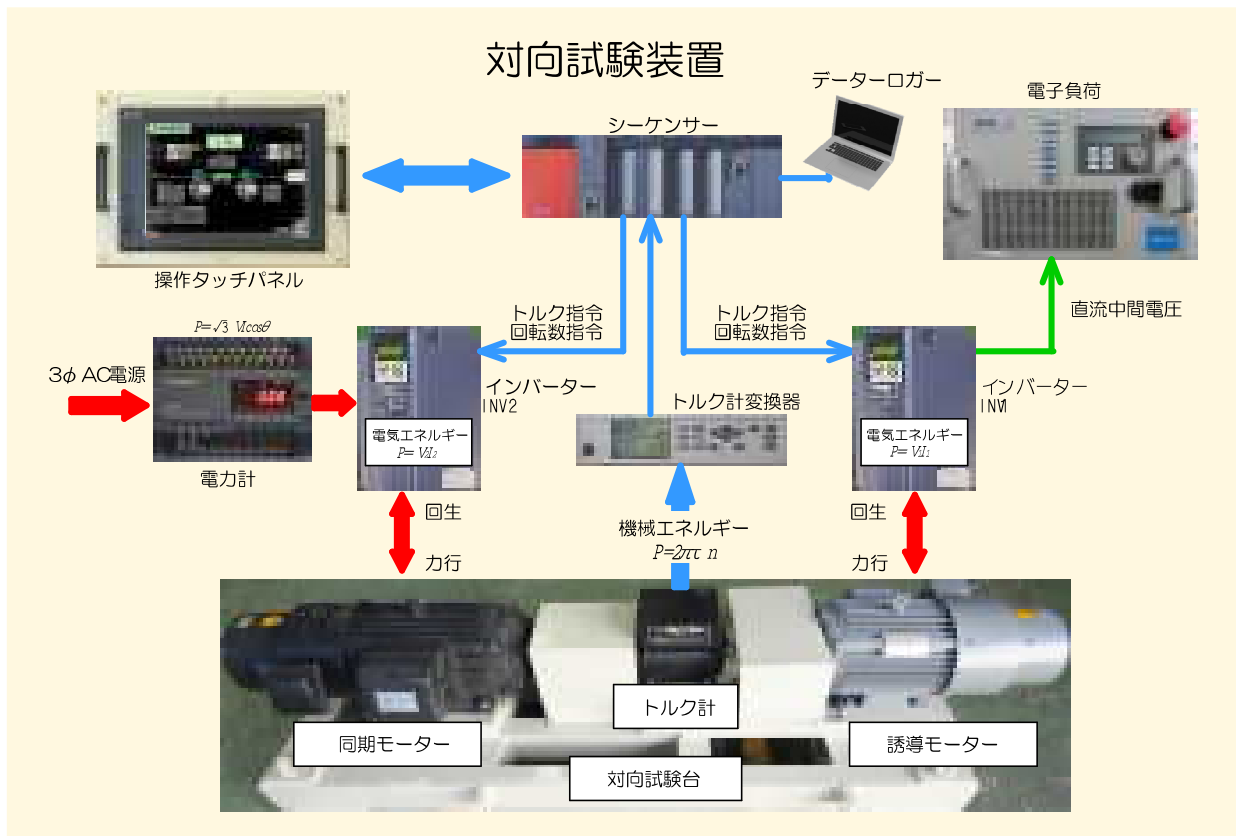 対向試験装置
データーロガー
電子負荷
シーケンサー
操作タッチパネル
トルク指令
回転数指令
トルク指令
回転数指令
直流中間電圧
P=√3 VIcosθ
3φ AC電源
インバーター
INV2
トルク計変換器
インバーター
INV1
電気エネルギー
P= V2I2
電気エネルギー
P= V1I1
電力計
回生
力行
機械エネルギー
P=2πτ n
回生
力行
トルク計
同期モーター
誘導モーター
対向試験台